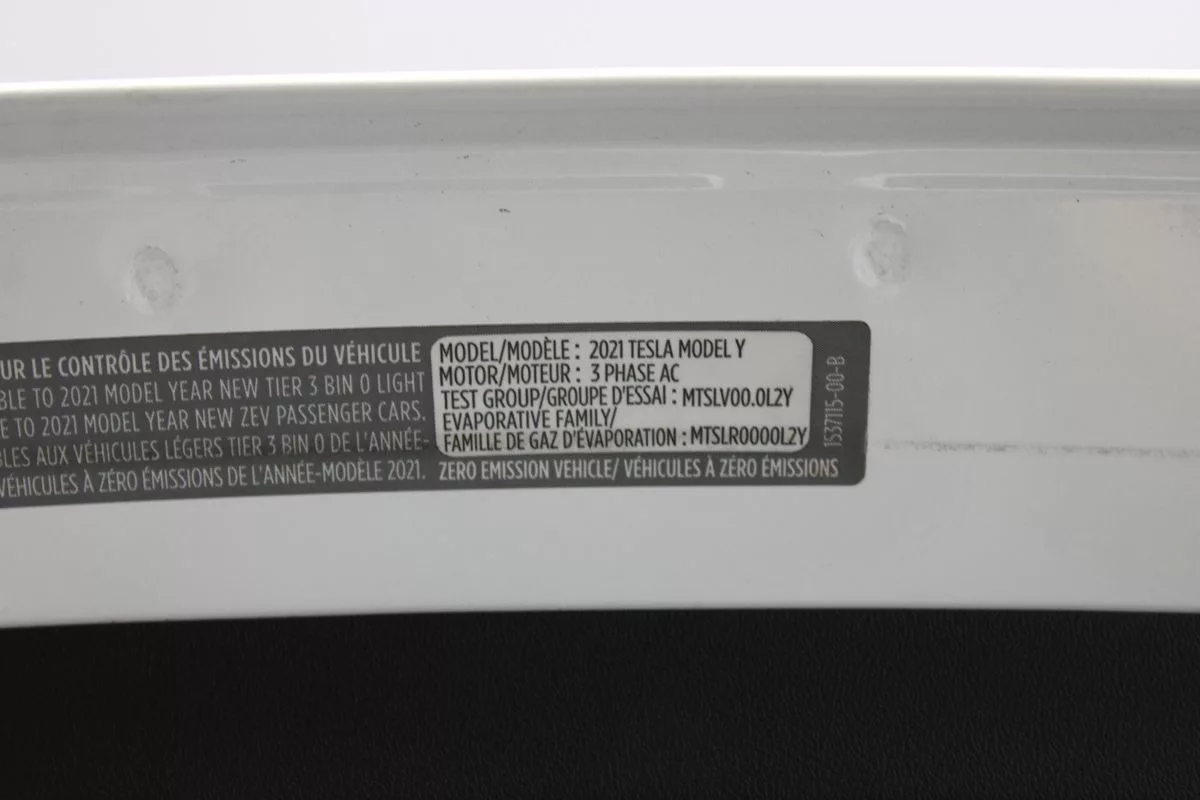 UR LE CONTRÔLE DES ÉMISSIONS DU VÉHICULE
BLE TO 2021 MODEL YEAR NEW TIER 3 BIN 0 LIGHT
E TO 2021 MODEL YEAR NEW ZEV PASSENGER CARS.
BLES AUX VÉHICULES LÉGERS TIER 3 BIN 0 DE L'ANNÉE-
VÉHICULES À ZÉRO ÉMISSIONS DE L'ANNÉE-MODÈLE 2021.
MODEL/MODÈLE : 2021 TESLA MODEL Y
MOTOR/MOTEUR : 3 PHASE AC
TEST GROUP/GROUPE D'ESSAI : MTSLV00.0L2Y
EVAPORATIVE FAMILY/
FAMILLE DE GAZ D'ÉVAPORATION : MTSLR0000L2Y
ZERO EMISSION VEHICLE/ VÉHICULES À ZÉRO ÉMISSIONS
1537115-00-B